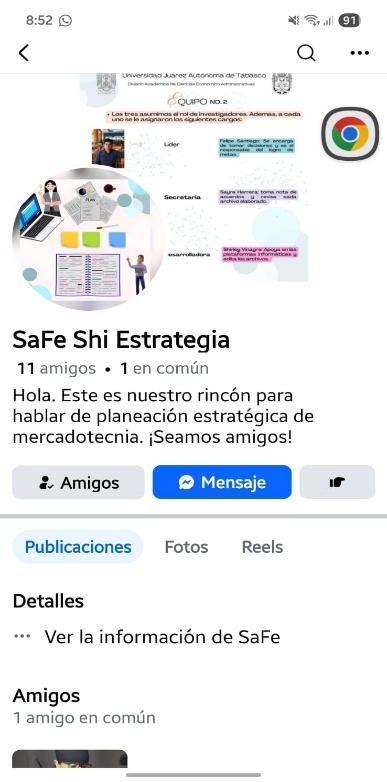 8:52
91
Universidad Juárez Autónoma de Tabasco
División Académica de Ciencias Económico Administrativas
EQUIPO NO. 2
• Los tres asumimos el rol de investigadores. Además, a cada
uno se le asignaron los siguientes cargos:
Líder
Felipe Santiago: Se encarga
de tomar decisiones y es el
responsable del logro de
metas.
Secretaria
Sayra Herrera: toma nota de
acuerdos y revisa cada
archivo elaborado.
esarrolladora
Shirley Vinagre: Apoya en las
plataformas informáticas y
edita los archivos.
PLAN
SaFe Shi Estrategia
11 amigos • 1 en común
Hola. Este es nuestro rincón para
hablar de planeación estratégica de
mercadotecnia. ¡Seamos amigos!
Amigos
Mensaje
Publicaciones
Fotos
Reels
Detalles
Ver la información de SaFe
Amigos
1 amigo en común